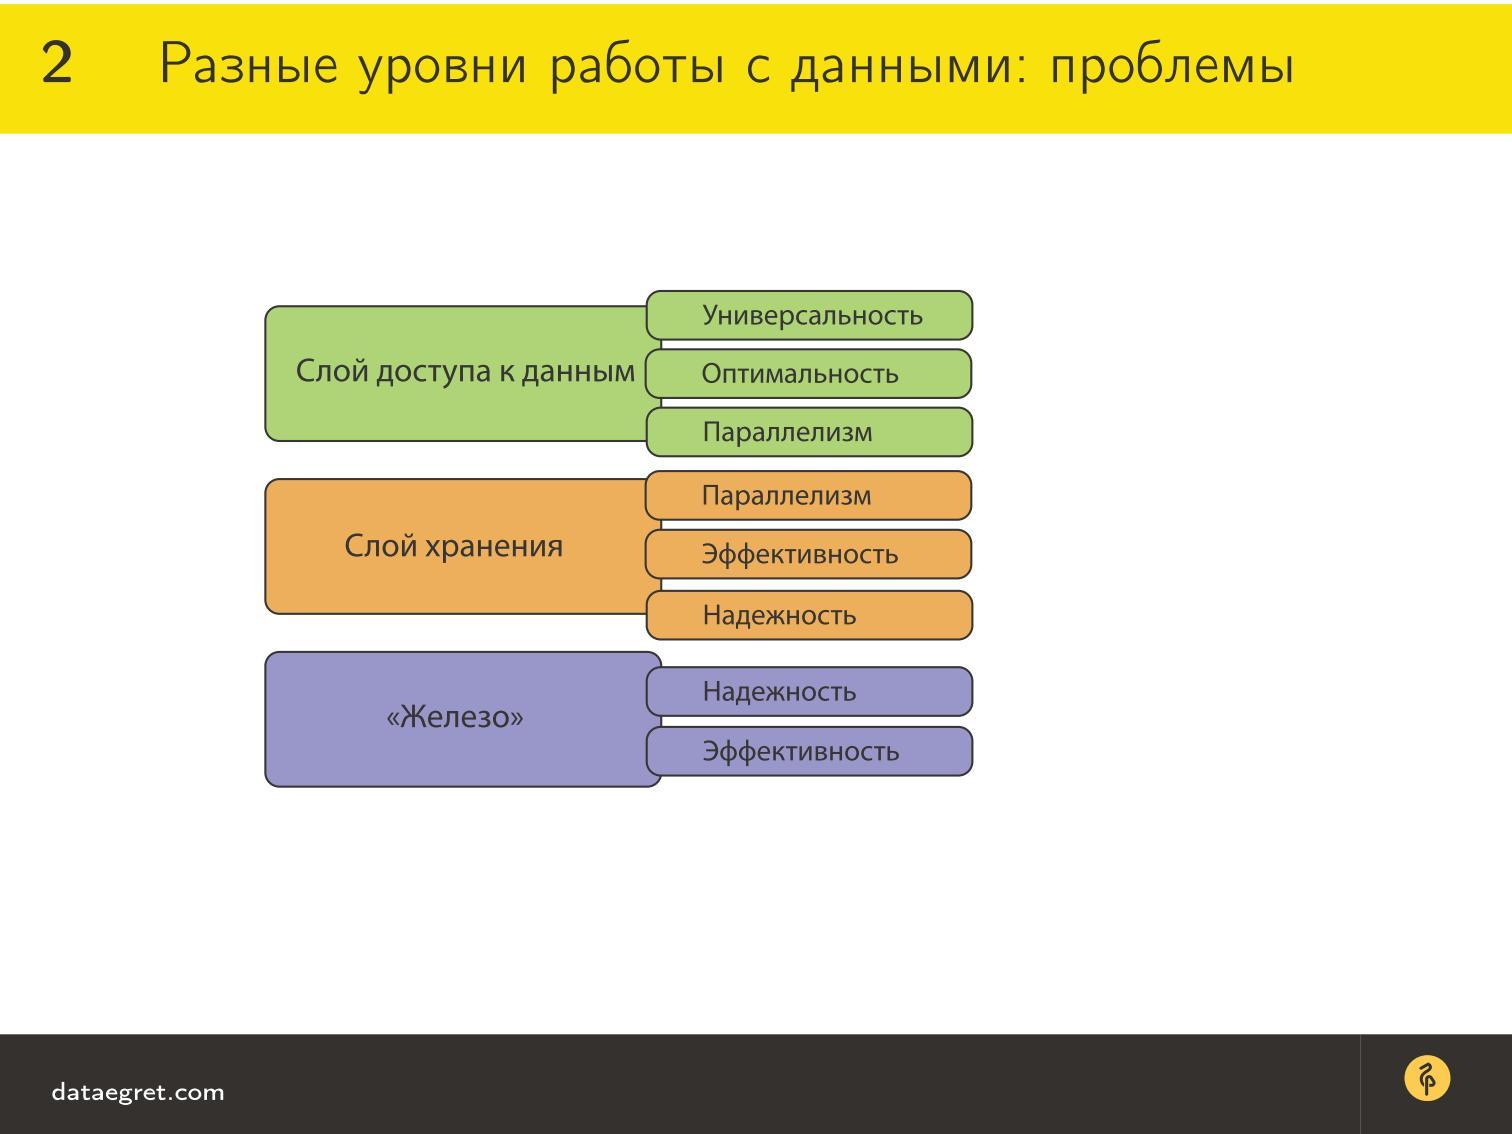 2 Разные уровни работы с данными: проблемы
Слой доступа к данным
Универсальность
Оптимальность
Параллелизм
Слой хранения
Параллелизм
Эффективность
Надежность
«Железо»
Надежность
Эффективность
dataegret.com